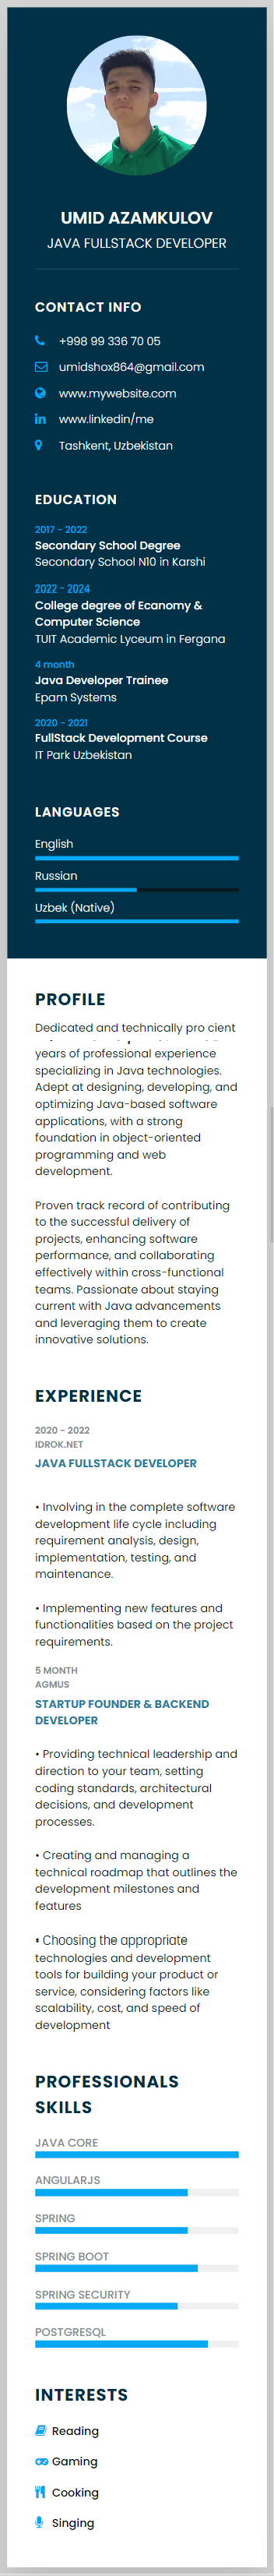 UMID AZAMKULOV
JAVA FULLSTACK DEVELOPER
CONTACT INFO
+998 99 336 70 05
umidshox864@gmail.com
www.mywebsite.com
www.linkedin/me
Tashkent, Uzbekistan
EDUCATION
2017 - 2022
Secondary School Degree
Secondary School N10 in Karshi
2022 - 2024
College degree of Ecanomy &
Computer Science
TUIT Academic Lyceum in Fergana
4 month
Java Developer Trainee
Epam Systems
2020 - 2021
FullStack Development Course
IT Park Uzbekistan
LANGUAGES
English
Russian
Uzbek (Native)
PROFILE
Dedicated and technically pro cient
years of professional experience
specializing in Java technologies.
Adept at designing, developing, and
optimizing Java-based software
applications, with a strong
foundation in object-oriented
programming and web
development.
Proven track record of contributing
to the successful delivery of
projects, enhancing software
performance, and collaborating
effectively within cross-functional
teams. Passionate about staying
current with Java advancements
and leveraging them to create
innovative solutions.
EXPERIENCE
2020 - 2022
IDROK.NET
JAVA FULLSTACK DEVELOPER
• Involving in the complete software
development life cycle including
requirement analysis, design,
implementation, testing, and
maintenance.
• Implementing new features and
functionalities based on the project
requirements.
5 MONTH
AGMUS
STARTUP FOUNDER & BACKEND
DEVELOPER
• Providing technical leadership and
direction to your team, setting
coding standards, architectural
decisions, and development
processes.
• Creating and managing a
technical roadmap that outlines the
development milestones and
features
• Choosing the appropriate
technologies and development
tools for building your product or
service, considering factors like
scalability, cost, and speed of
development
PROFESSIONALS
SKILLS
JAVA CORE
ANGULARJS
SPRING
SPRING BOOT
SPRING SECURITY
POSTGRESQL
INTERESTS
Reading
Gaming
Cooking
Singing